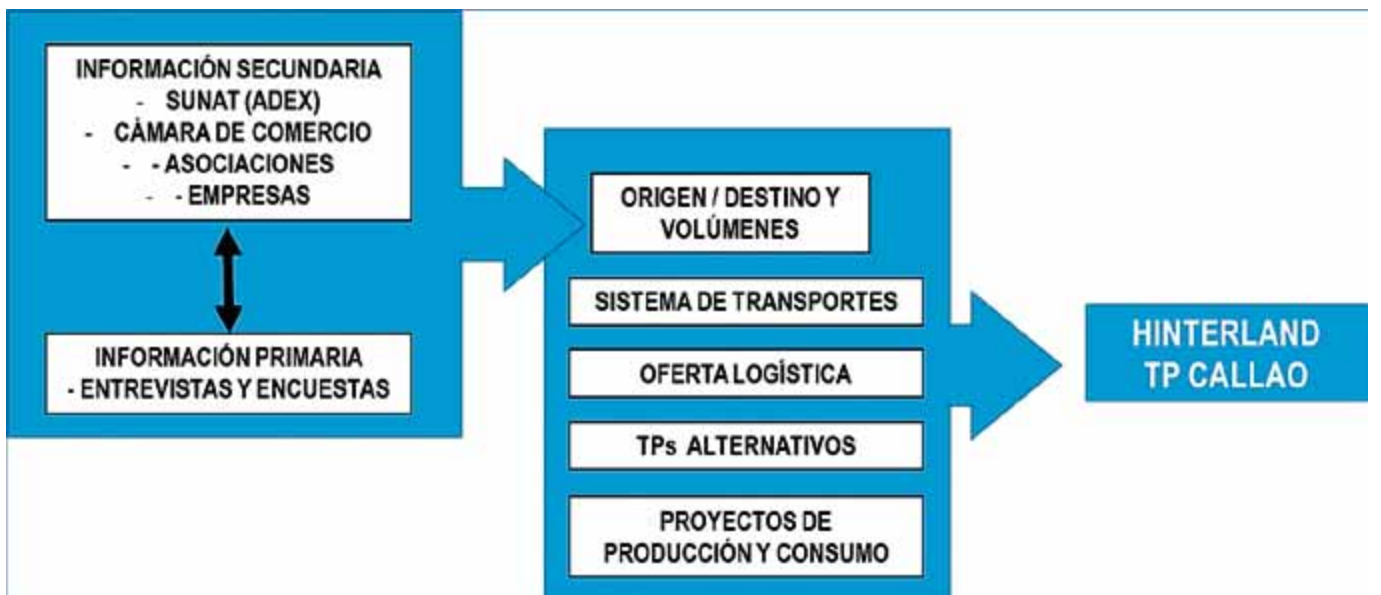 INFORMACIÓN SECUNDARIA
- SUNAT (ADEX)
- CÁMARA DE COMERCIO
- - ASOCIACIONES
- - EMPRESAS
INFORMACIÓN PRIMARIA
- ENTREVISTAS Y ENCUESTAS
ORIGEN / DESTINO Y
VOLÚMENES
SISTEMA DE TRANSPORTES
OFERTA LOGÍSTICA
TPs ALTERNATIVOS
PROYECTOS DE
PRODUCCIÓN Y CONSUMO
HINTERLAND
TP CALLAO